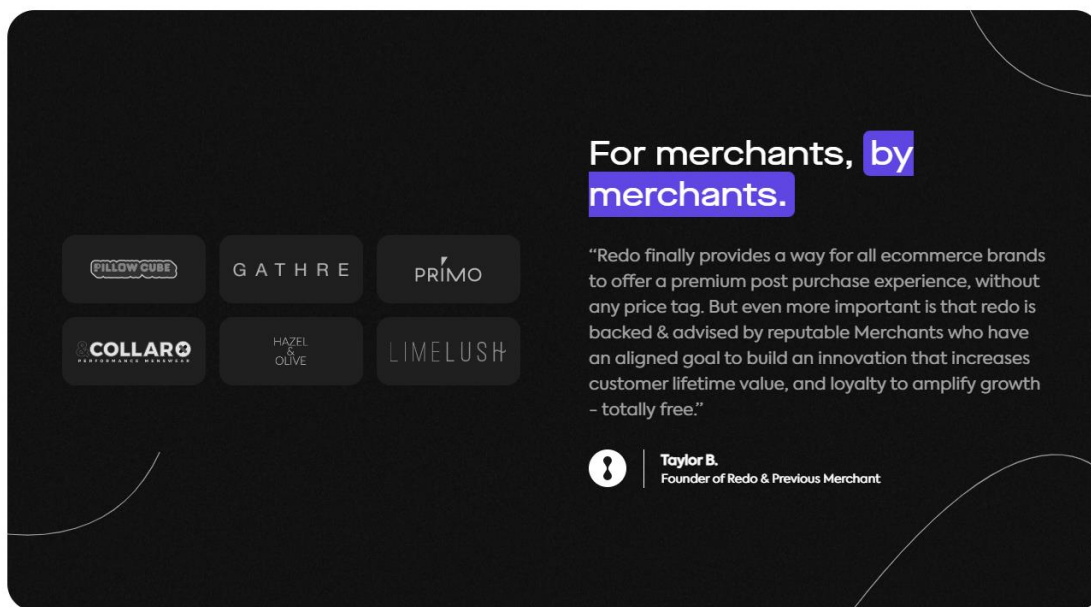 For merchants, by
merchants.
PILLOW CUBE
GATHRE
PRIMO
&COLLAR
PERFORMANCE MENSWEAR
HAZEL
&
OLIVE
LIMELUSH
“Redo finally provides a way for all ecommerce brands
to offer a premium post purchase experience, without
any price tag. But even more important is that redo is
backed & advised by reputable Merchants who have
an aligned goal to build an innovation that increases
customer lifetime value, and loyalty to amplify growth
- totally free.”
Taylor B.
Founder of Redo & Previous Merchant